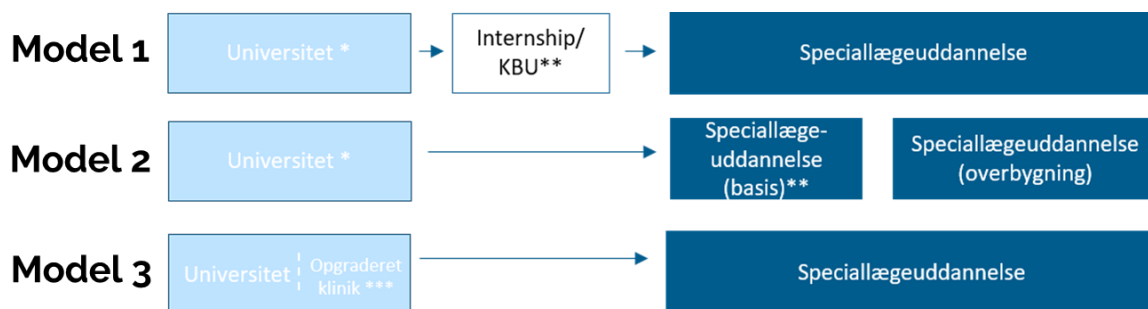 Model 1
Universitet *
Internship/
KBU**
Speciallægeuddannelse
Model 2
Universitet *
Speciallæge-
uddannelse
(basis)**
Speciallægeuddannelse
(overbygning)
Model 3
Universitet
Opgraderet
klinik ***
Speciallægeuddannelse